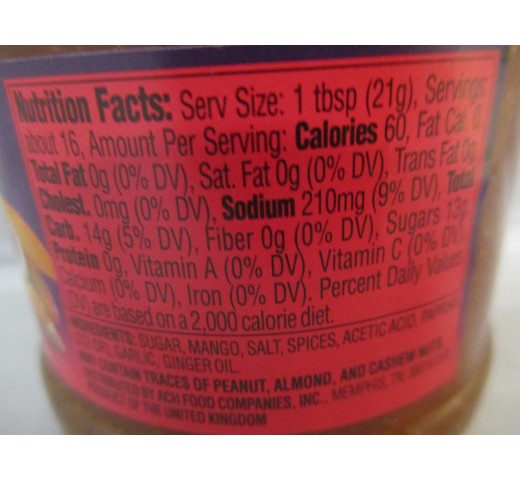 Nutrition Facts: Serv Size: 1 tbsp (21g), Servings:
about 16, Amount Per Serving: Calories 60, Fat Cal. 0,
Total Fat 0g (0% DV), Sat. Fat 0g (0% DV), Trans Fat 0g,
Cholest. 0mg (0% DV), Sodium 210mg (9% DV), Total
Carb. 14g (5% DV), Fiber 0g (0% DV), Sugars 13g,
Protein 0g, Vitamin A (0% DV), Vitamin C (0% DV),
Calcium (0% DV), Iron (0% DV). Percent Daily Values
(DV) are based on a 2,000 calorie diet.
INGREDIENTS: SUGAR, MANGO, SALT, SPICES, ACETIC ACID, PAPRIKA
(COLOR), GARLIC, GINGER OIL.
MAY CONTAIN TRACES OF PEANUT, ALMOND, AND CASHEW NUTS.
DISTRIBUTED BY ACH FOOD COMPANIES, INC., MEMPHIS, TN
PRODUCT OF THE UNITED KINGDOM